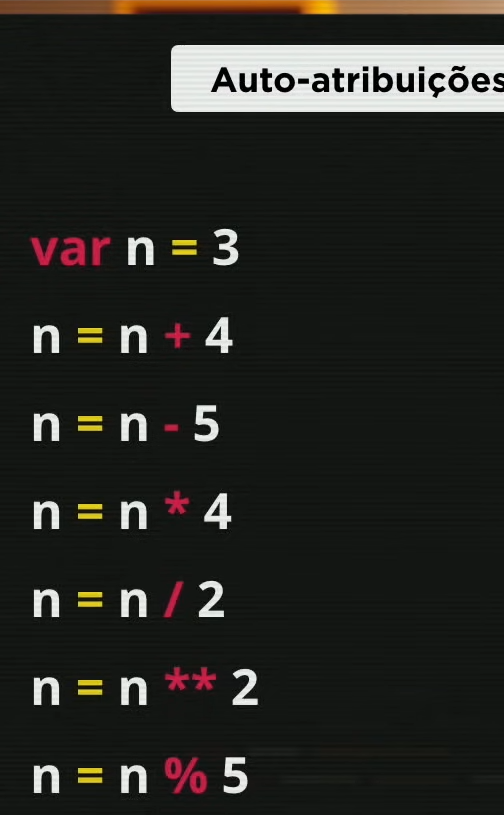 Auto-atribuições
var n = 3
n = n + 4
n = n - 5
n = n * 4
n = n / 2
n = n ** 2
n = n % 5